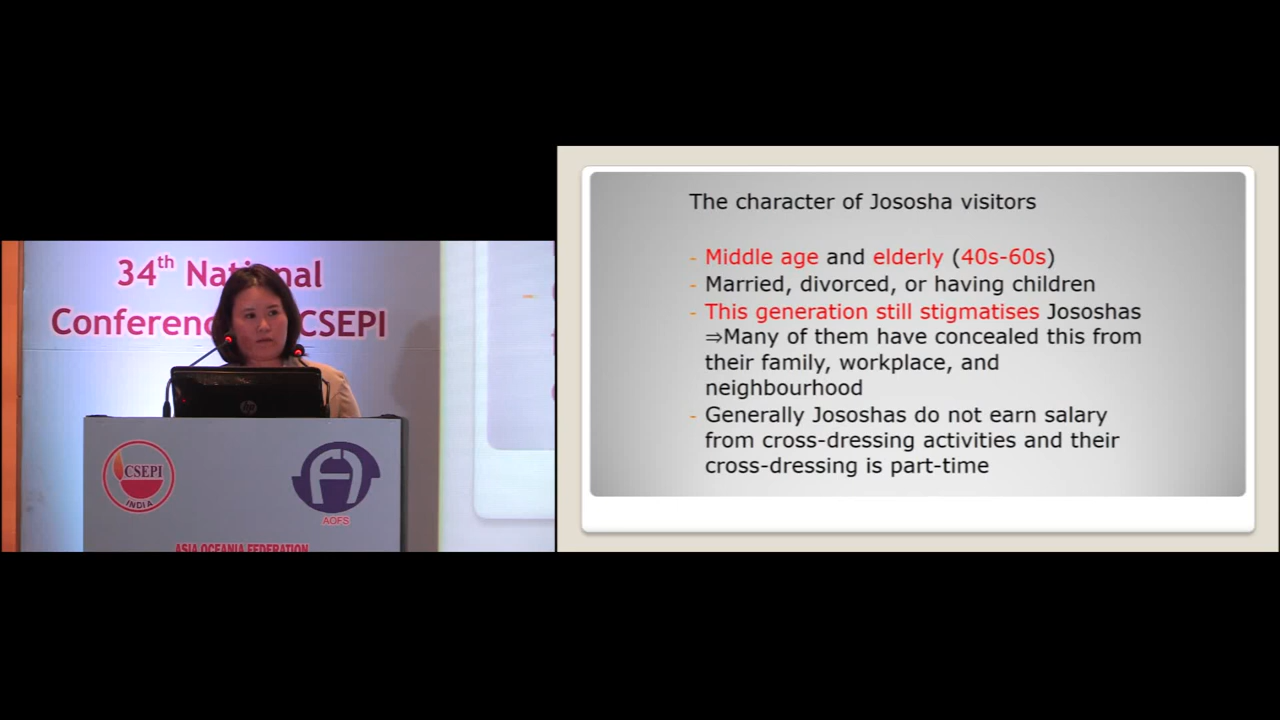 34th National
Conference CSEPI
CSEPI
INDIA
AOFS
ASIA OCEANIA FEDERATION
The character of Jososha visitors
- Middle age and elderly (40s-60s)
- Married, divorced, or having children
- This generation still stigmatises Jososhas
⇒Many of them have concealed this from
their family, workplace, and
neighbourhood
- Generally Jososhas do not earn salary
from cross-dressing activities and their
cross-dressing is part-time